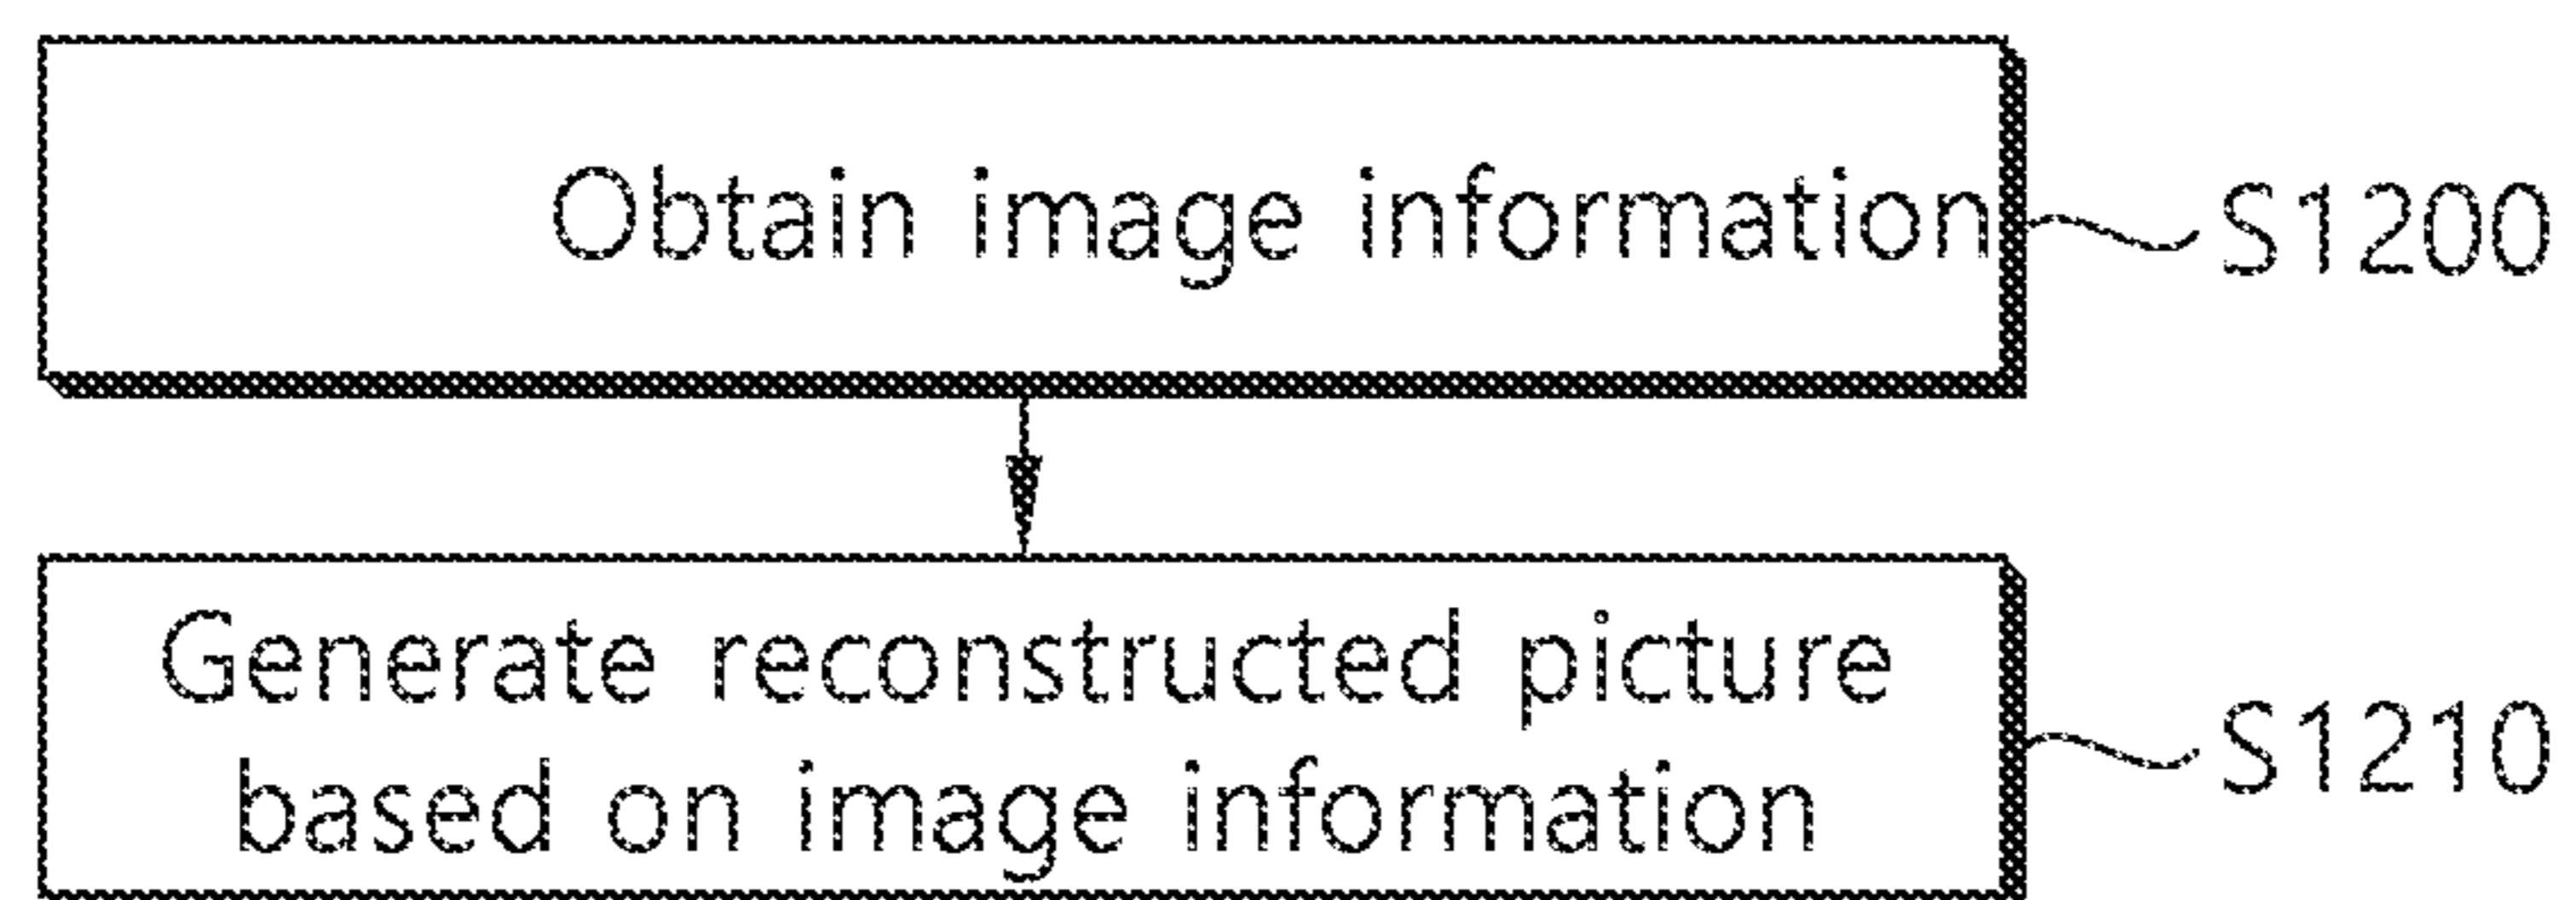 Obtain image information
S1200
Generate reconstructed picture
based on image information
S1210